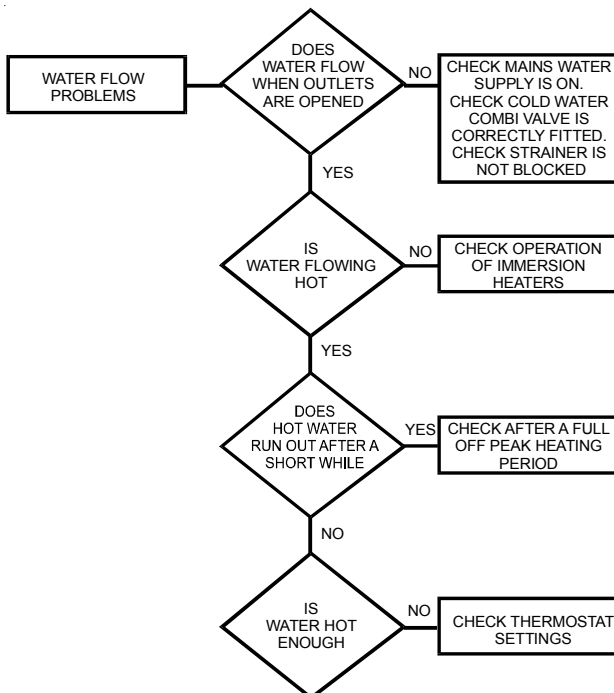 WATER FLOW
PROBLEMS
DOES
WATER FLOW
WHEN OUTLETS
ARE OPENED
NO
CHECK MAINS WATER
SUPPLY IS ON.
CHECK COLD WATER
COMBI VALVE IS
CORRECTLY FITTED.
CHECK STRAINER IS
NOT BLOCKED
YES
IS
WATER FLOWING
HOT
NO
CHECK OPERATION
OF IMMERSION
HEATERS
YES
DOES
HOT WATER
RUN OUT AFTER A
SHORT WHILE
YES
CHECK AFTER A FULL
OFF PEAK HEATING
PERIOD
NO
IS
WATER HOT
ENOUGH
NO
CHECK THERMOSTAT
SETTINGS